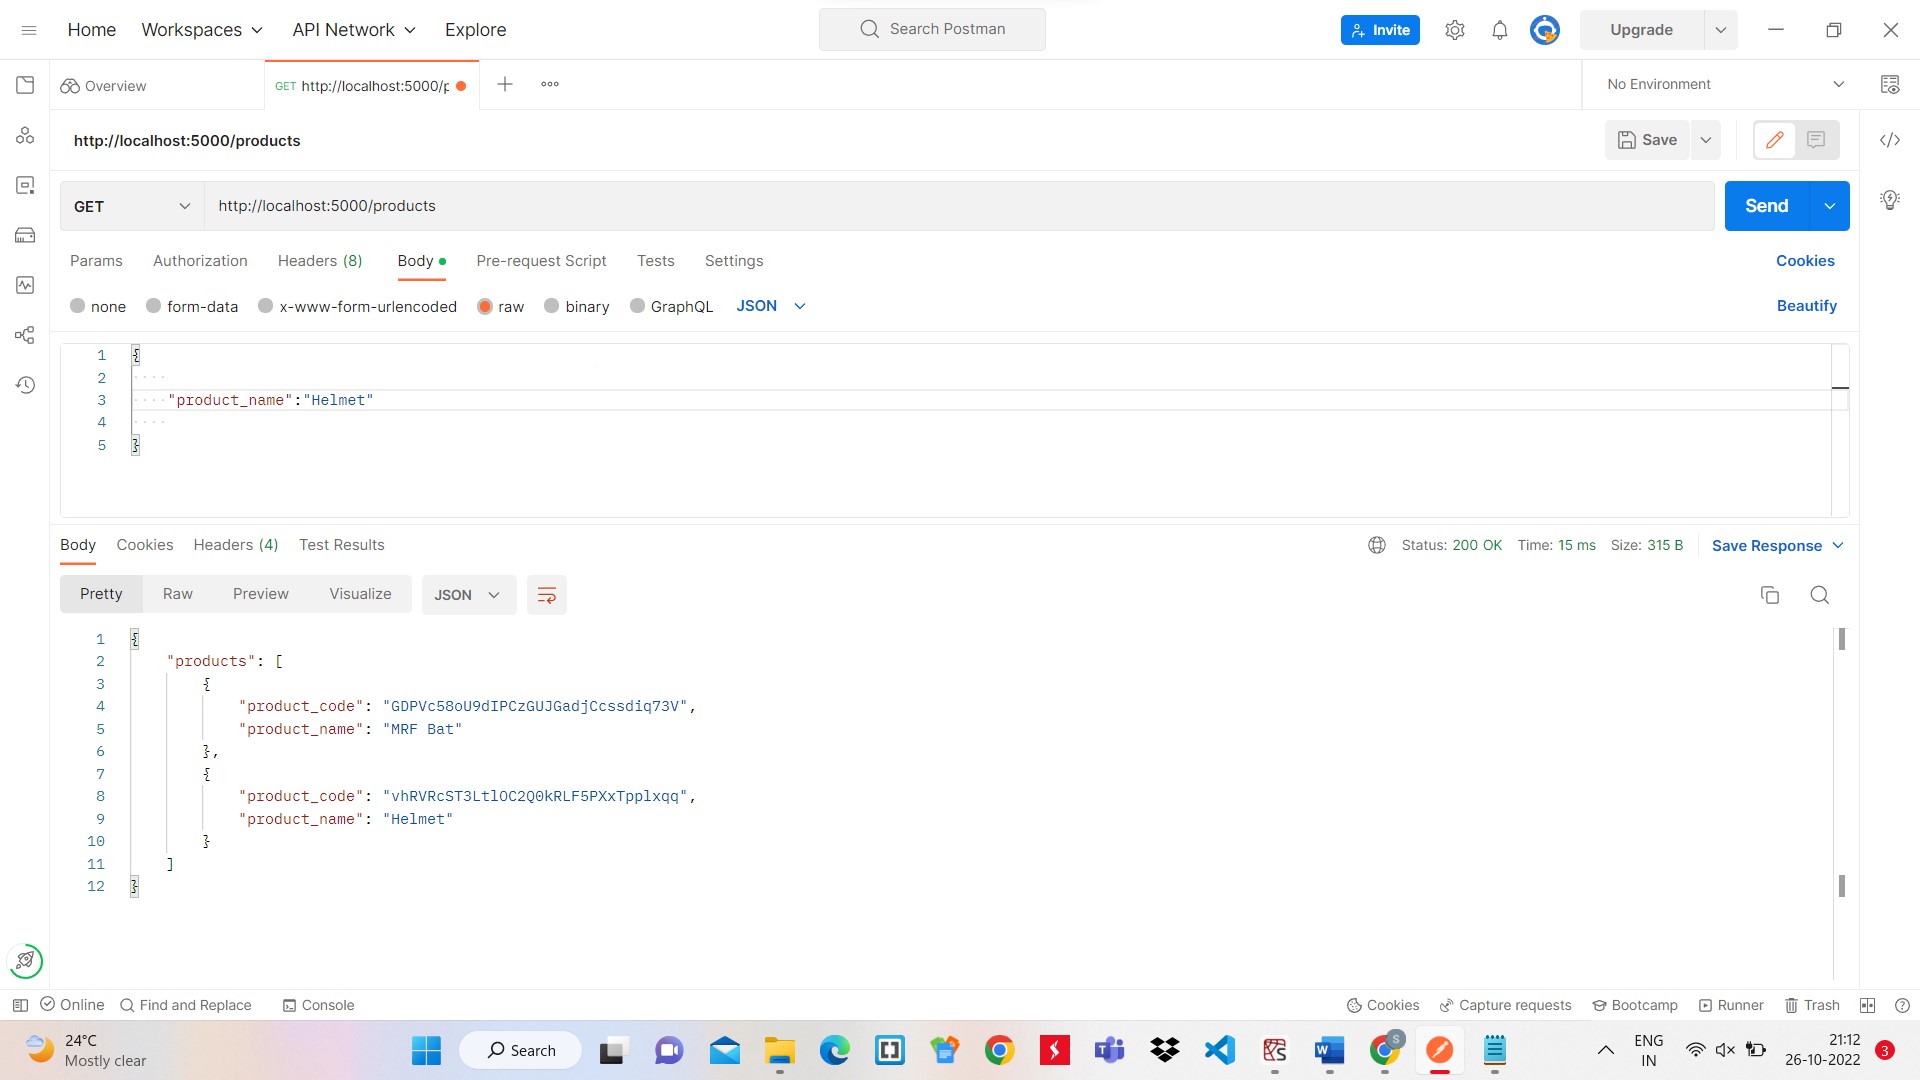 Home Workspaces API Network Explore Search Postman Invite Upgrade
Overview GET http://localhost:5000/p No Environment
http://localhost:5000/products Save
GET http://localhost:5000/products Send
Params Authorization Headers (8) Body Pre-request Script Tests Settings Cookies
none form-data x-www-form-urlencoded raw binary GraphQL JSON Beautify
1 {
2
3 "product_name":"Helmet"
4
5 }
Body Cookies Headers (4) Test Results Status: 200 OK Time: 15 ms Size: 315 B Save Response
Pretty Raw Preview Visualize JSON
1 {
2 "products": [
3 {
4 "product_code": "GDPVc58oU9dIPCzGUJGadjCcssdiq73V",
5 "product_name": "MRF Bat"
6 },
7 {
8 "product_code": "vhRVRcST3LtlOC2Q0kRLF5PXxTpplxqq",
9 "product_name": "Helmet"
10 }
11 ]
12 }
Online Find and Replace Console Cookies Capture requests Bootcamp Runner Trash
24°C
Mostly clear
Search
S
ENG
IN
21:12
26-10-2022
3